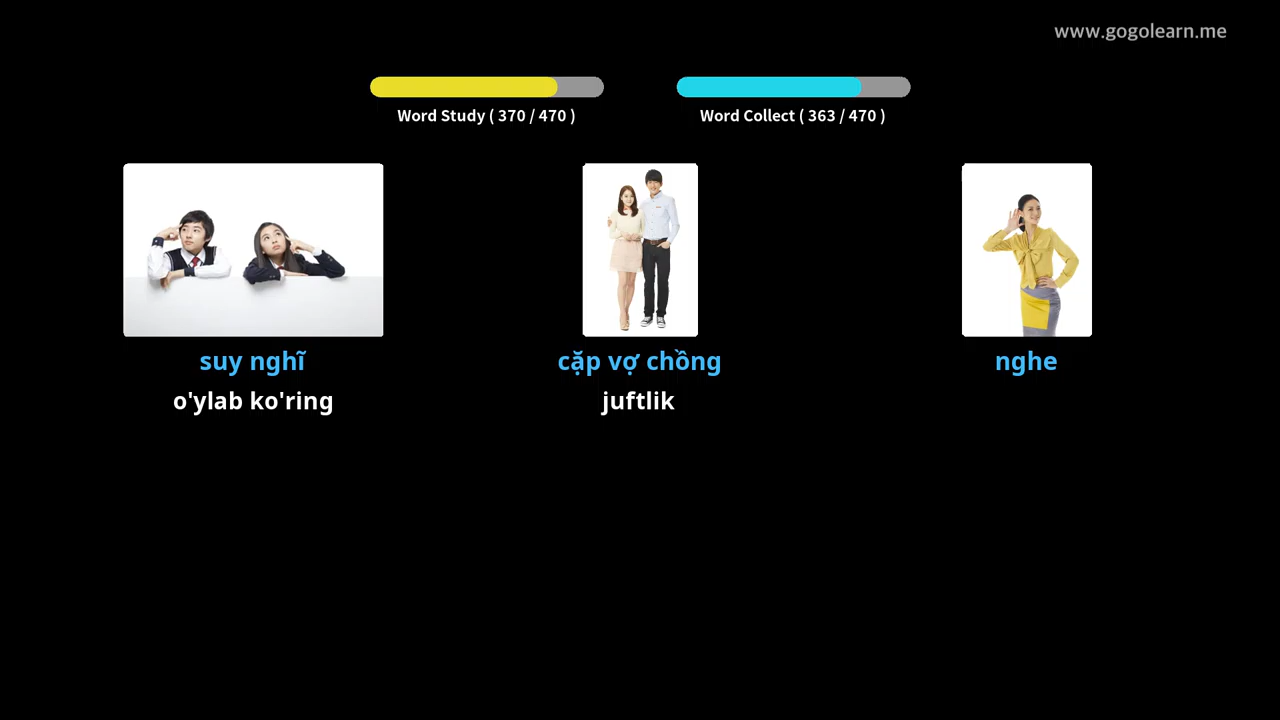 www.gogolearn.me
Word Study ( 370 / 470 )
Word Collect ( 363 / 470 )
suy nghĩ
o'ylab ko'ring
cặp vợ chồng
juftlik
nghe